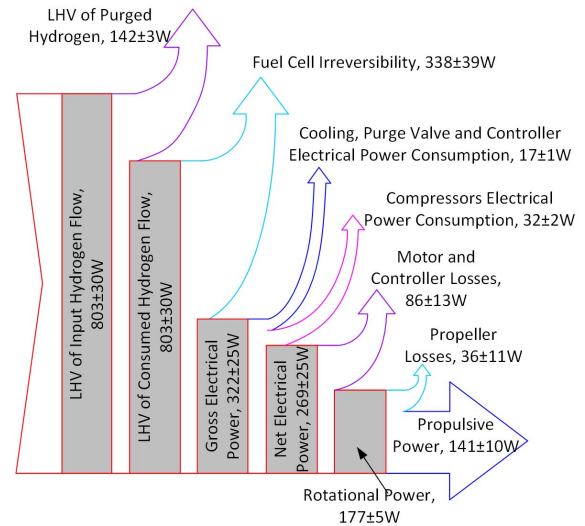 LHV of Purged
Hydrogen, 142±3W
Fuel Cell Irreversibility, 338±39W
Cooling, Purge Valve and Controller
Electrical Power Consumption, 17±1W
Compressors Electrical
Power Consumption, 32±2W
Motor and
Controller Losses,
86±13W
Propeller
Losses, 36±11W
LHV of Input Hydrogen Flow,
803±30W
LHV of Consumed Hydrogen Flow,
803±30W
Gross Electrical
Power, 322±25W
Net Electrical
Power, 269±25W
Propulsive
Power, 141±10W
Rotational Power,
177±5W